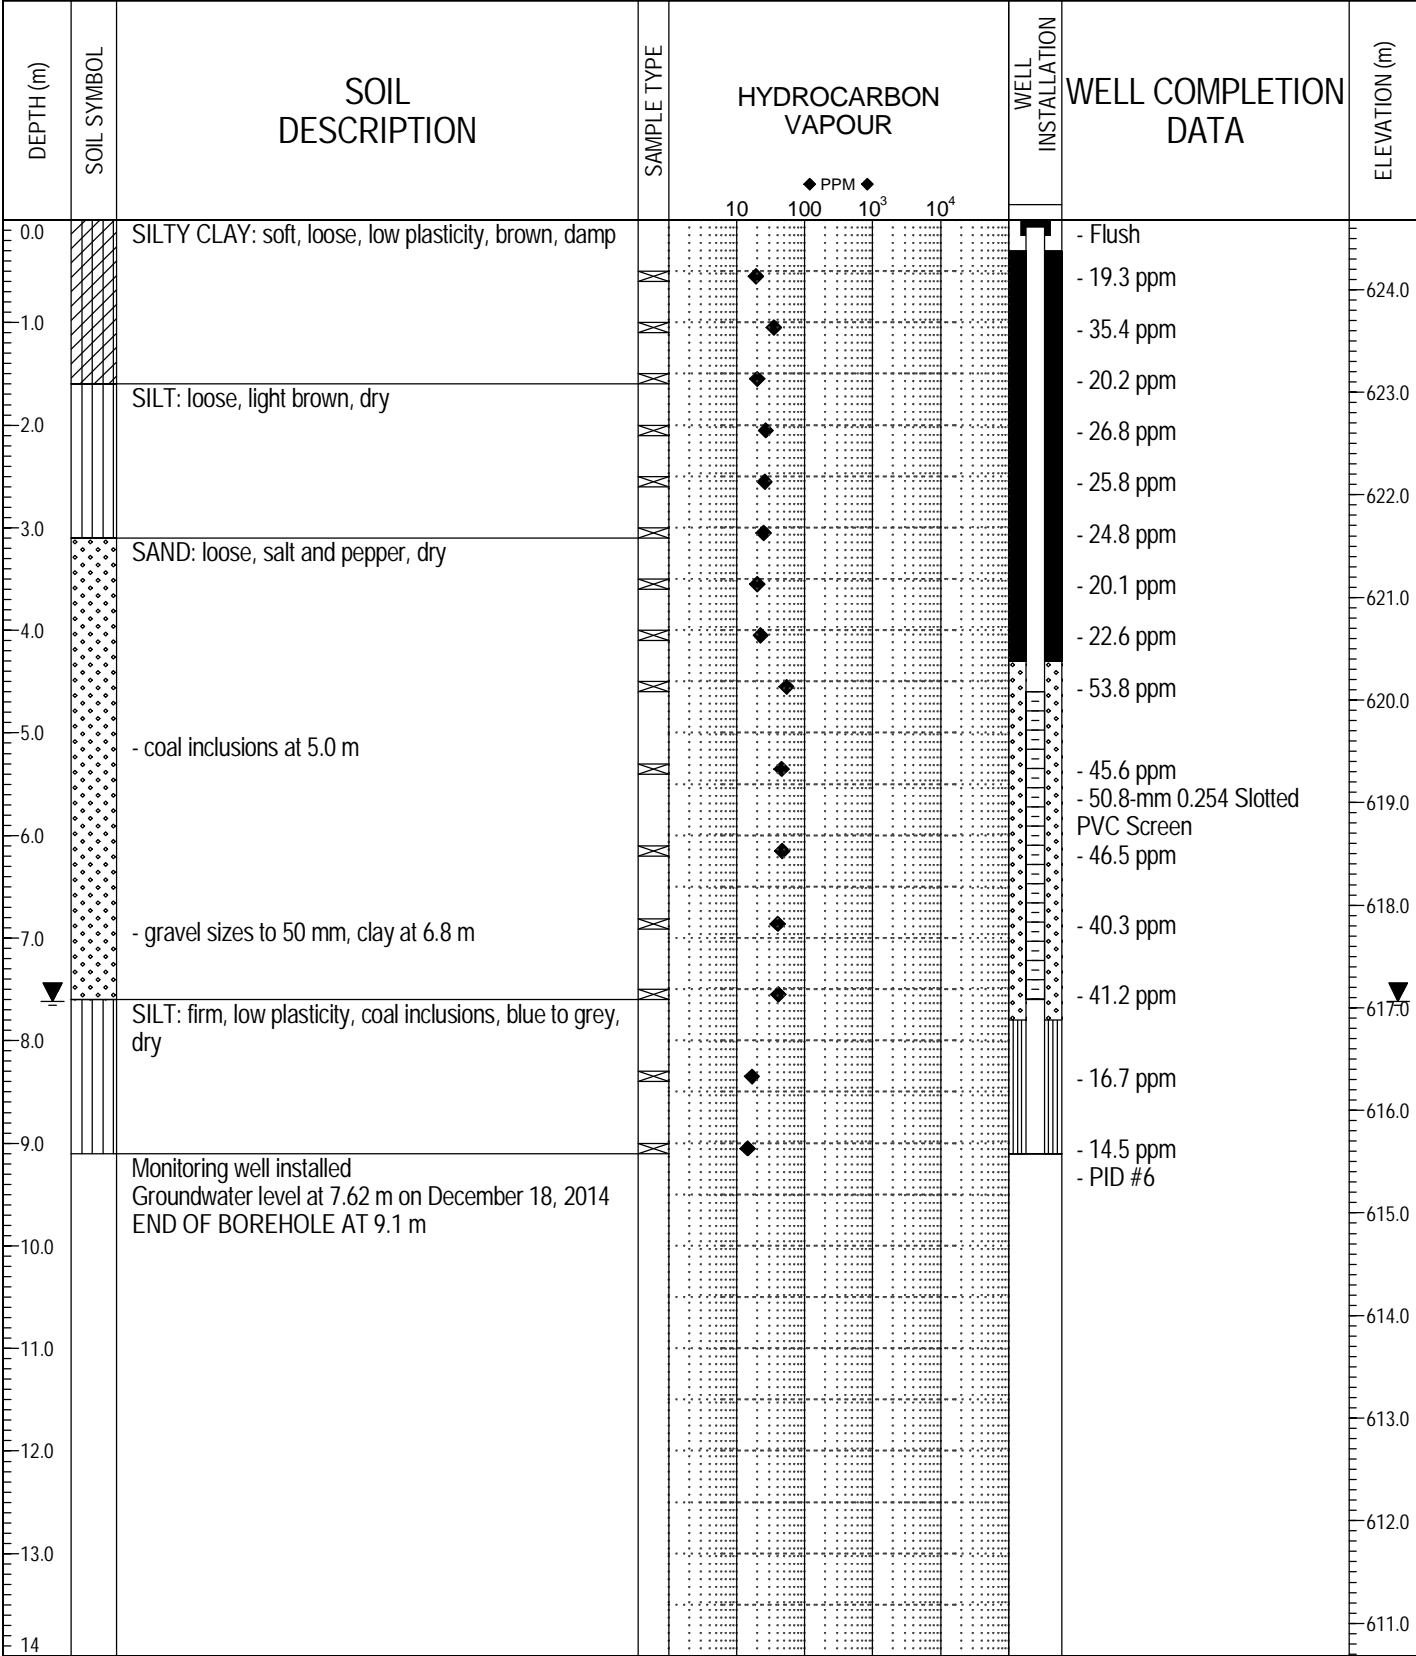 DEPTH (m)
SOIL SYMBOL
SOIL
DESCRIPTION
SAMPLE TYPE
HYDROCARBON
VAPOUR
◆ PPM ◆
10 100 10³ 10⁴
WELL
INSTALLATION
WELL COMPLETION
DATA
ELEVATION (m)
0.0
SILTY CLAY: soft, loose, low plasticity, brown, damp
- Flush
- 19.3 ppm
624.0
1.0
- 35.4 ppm
- 20.2 ppm
SILT: loose, light brown, dry
623.0
2.0
- 26.8 ppm
- 25.8 ppm
622.0
3.0
- 24.8 ppm
SAND: loose, salt and pepper, dry
- 20.1 ppm
621.0
4.0
- 22.6 ppm
- 53.8 ppm
620.0
5.0
- coal inclusions at 5.0 m
- 45.6 ppm
- 50.8-mm 0.254 Slotted
PVC Screen
619.0
6.0
- 46.5 ppm
618.0
- 40.3 ppm
7.0
- gravel sizes to 50 mm, clay at 6.8 m
- 41.2 ppm
617.0
SILT: firm, low plasticity, coal inclusions, blue to grey,
dry
8.0
- 16.7 ppm
616.0
9.0
- 14.5 ppm
- PID #6
Monitoring well installed
Groundwater level at 7.62 m on December 18, 2014
END OF BOREHOLE AT 9.1 m
615.0
10.0
614.0
11.0
613.0
12.0
612.0
13.0
611.0
14